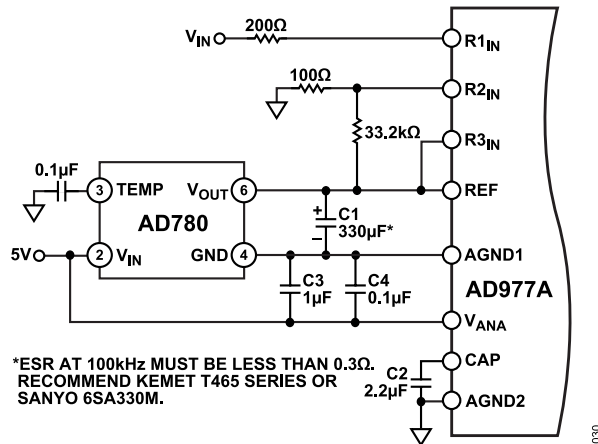 VIN
200Ω
R1IN
100Ω
R2IN
33.2kΩ
R3IN
0.1µF
3 TEMP
VOUT 6
REF
AD780
+
C1
330µF*
–
5V
2 VIN
GND 4
AGND1
C3
1µF
C4
0.1µF
AD977A
VANA
*ESR AT 100kHz MUST BE LESS THAN 0.3Ω.
RECOMMEND KEMET T465 SERIES OR
SANYO 6SA330M.
C2
2.2µF
CAP
AGND2
030